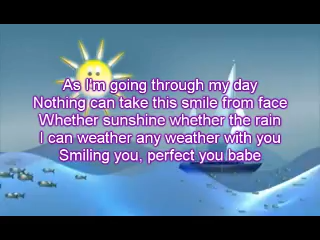 As I'm going through my day
Nothing can take this smile from face
Whether sunshine whether the rain
I can weather any weather with you
Smiling you, perfect you babe